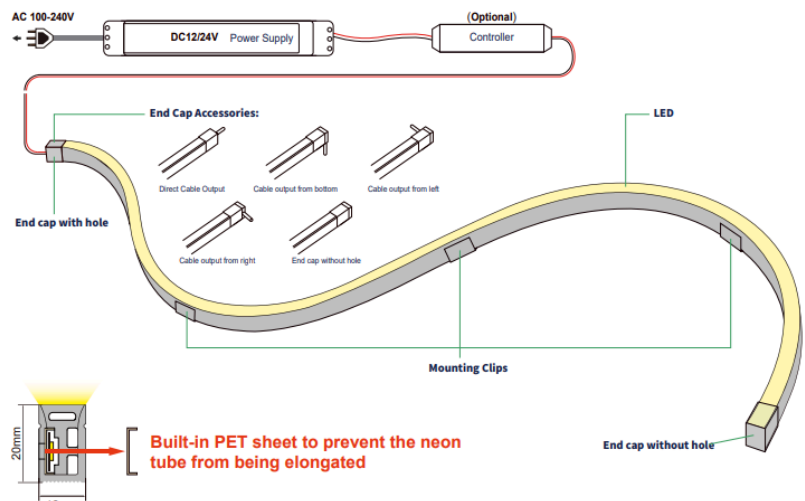 AC 100-240V
DC12/24V Power Supply
(Optional)
Controller
End Cap Accessories:
LED
Direct Cable Output
Cable output from bottom
Cable output from left
End cap with hole
Cable output from right
End cap without hole
Mounting Clips
20mm
Built-in PET sheet to prevent the neon
tube from being elongated
End cap without hole